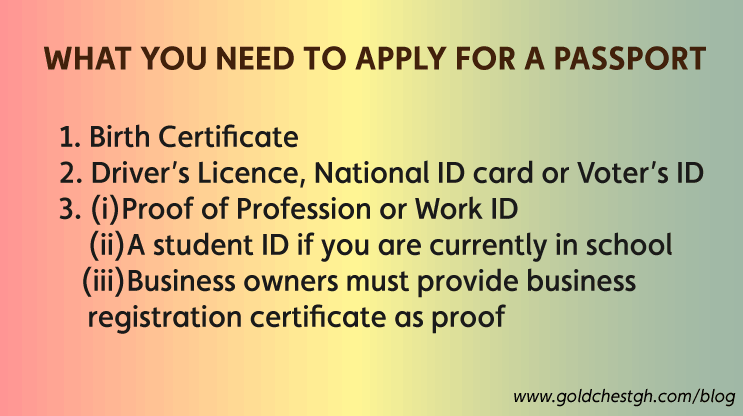 WHAT YOU NEED TO APPLY FOR A PASSPORT
1. Birth Certificate
2. Driver's Licence, National ID card or Voter's ID
3. (i)Proof of Profession or Work ID
(ii)A student ID if you are currently in school
(iii)Business owners must provide business
registration certificate as proof
www.goldchestgh.com/blog